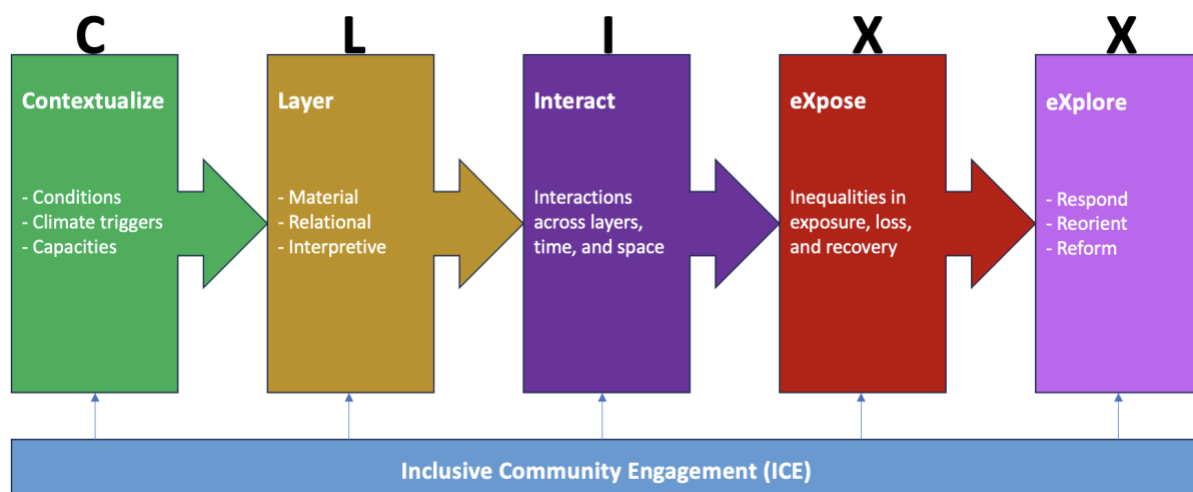 C
Contextualize
- Conditions
- Climate triggers
- Capacities
L
Layer
- Material
- Relational
- Interpretive
I
Interact
Interactions
across layers,
time, and space
X
eXpose
Inequalities in
exposure, loss,
and recovery
X
eXplore
- Respond
- Reorient
- Reform
Inclusive Community Engagement (ICE)